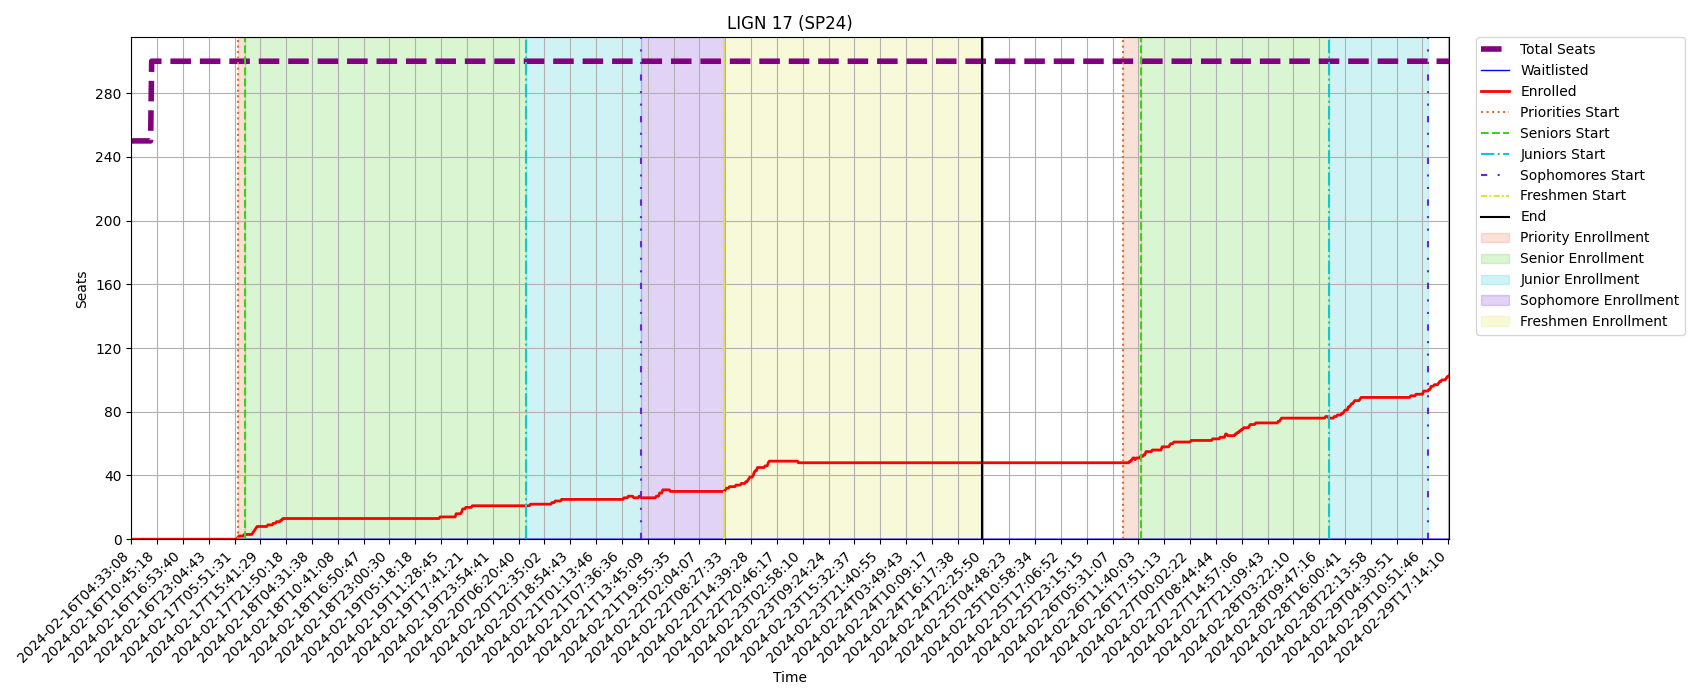 LIGN 17 (SP24)
Seats
280
240
200
160
120
80
40
0
2024-02-16T04:33:08
2024-02-16T10:45:18
2024-02-16T16:53:40
2024-02-16T23:04:43
2024-02-17T05:51:31
2024-02-17T15:41:29
2024-02-17T21:50:18
2024-02-18T04:31:38
2024-02-18T10:41:08
2024-02-18T16:50:47
2024-02-18T23:00:30
2024-02-19T05:18:18
2024-02-19T11:28:45
2024-02-19T17:41:21
2024-02-19T23:54:41
2024-02-20T06:20:40
2024-02-20T12:35:02
2024-02-20T18:54:43
2024-02-21T01:13:46
2024-02-21T07:36:36
2024-02-21T13:45:09
2024-02-21T19:55:35
2024-02-22T02:04:07
2024-02-22T08:27:33
2024-02-22T14:39:28
2024-02-22T20:46:17
2024-02-23T02:58:10
2024-02-23T09:24:24
2024-02-23T15:32:37
2024-02-23T21:40:55
2024-02-24T03:49:43
2024-02-24T10:09:17
2024-02-24T16:17:38
2024-02-24T22:25:50
2024-02-25T04:48:23
2024-02-25T10:58:34
2024-02-25T17:06:52
2024-02-25T23:15:15
2024-02-26T05:31:07
2024-02-26T11:40:03
2024-02-26T17:51:13
2024-02-27T00:02:22
2024-02-27T08:44:44
2024-02-27T14:57:06
2024-02-27T21:09:43
2024-02-28T03:22:10
2024-02-28T09:47:16
2024-02-28T16:00:41
2024-02-28T22:13:58
2024-02-29T04:30:51
2024-02-29T10:51:46
2024-02-29T17:14:10
Time
Total Seats
Waitlisted
Enrolled
Priorities Start
Seniors Start
Juniors Start
Sophomores Start
Freshmen Start
End
Priority Enrollment
Senior Enrollment
Junior Enrollment
Sophomore Enrollment
Freshmen Enrollment